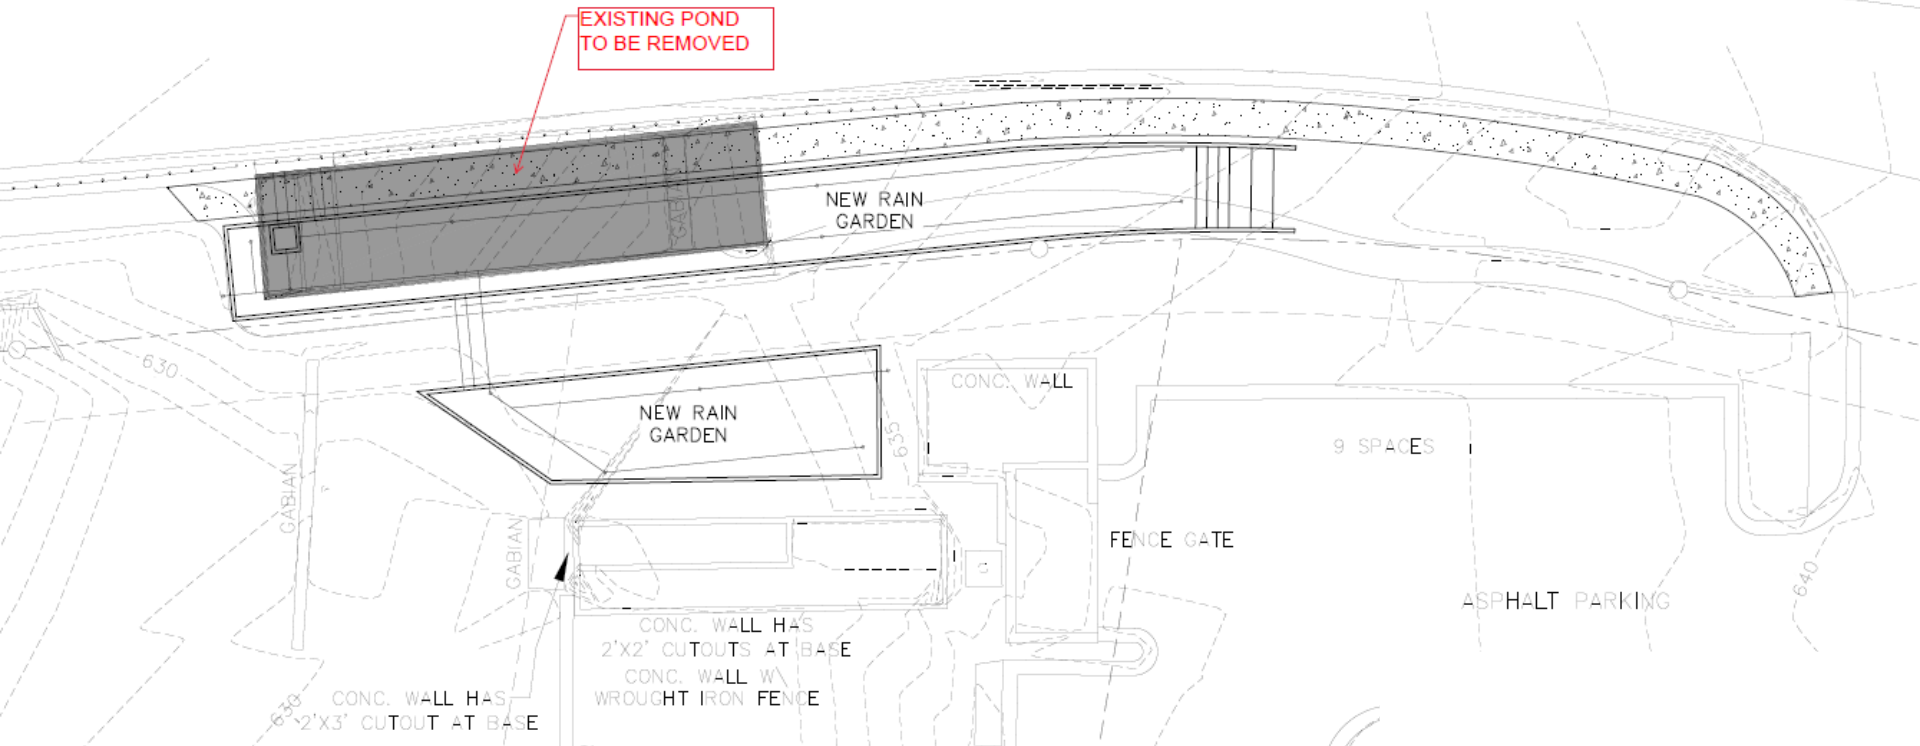 EXISTING POND
TO BE REMOVED
NEW RAIN
GARDEN
GABIAN
630
CONC. WALL
NEW RAIN
GARDEN
635
9 SPACES
GABIAN
GABIAN
FENCE GATE
640
ASPHALT PARKING
CONC. WALL HAS
2'X2' CUTOUTS AT BASE
CONC. WALL W\
WROUGHT IRON FENCE
630
CONC. WALL HAS
2'X3' CUTOUT AT BASE